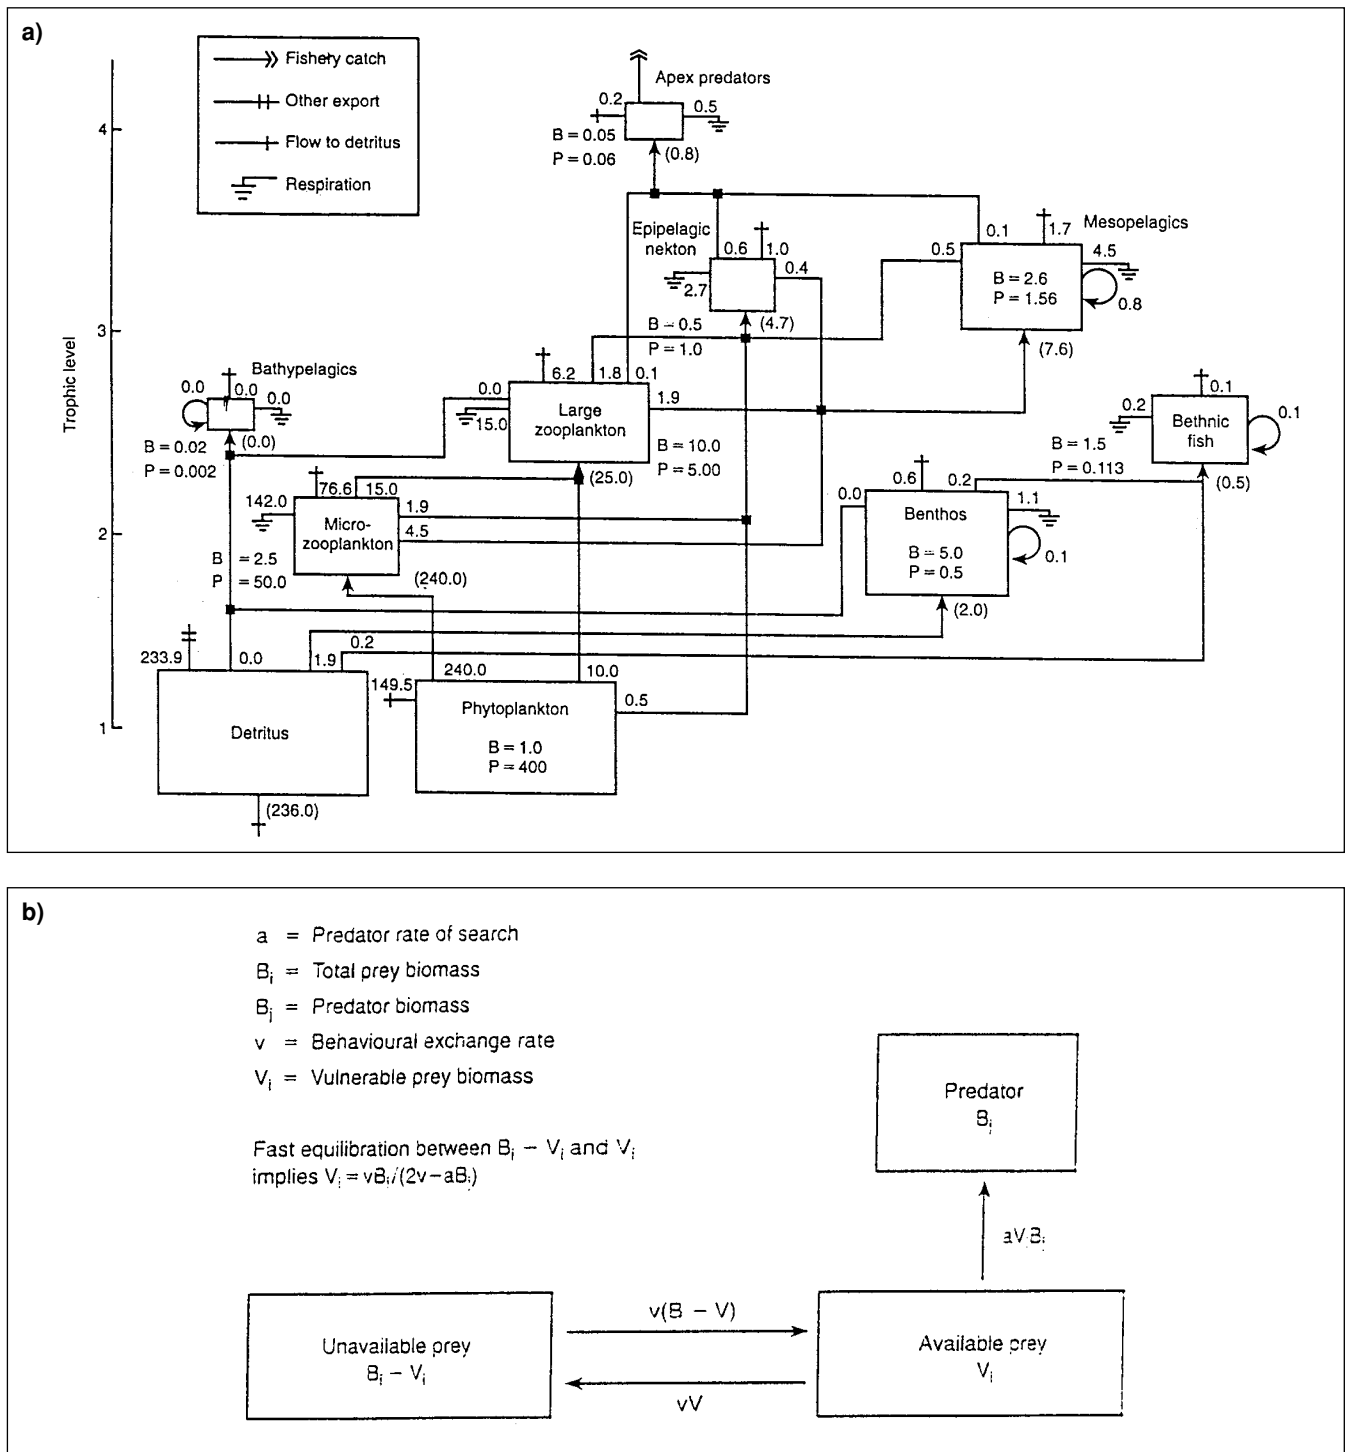 a)
Fishery catch
Other export
Flow to detritus
Respiration
Trophic level
4
3
2
1
Apex predators
0.2
0.5
B = 0.05
P = 0.06
(0.8)
Epipelagic
nekton
0.6
1.0
0.4
2.7
(4.7)
B = 0.5
P = 1.0
Mesopelagics
0.1
1.7
0.5
4.5
B = 2.6
P = 1.56
0.8
(7.6)
Bathypelagics
0.0
0.0
0.0
(0.0)
B = 0.02
P = 0.002
6.2
1.8
0.1
0.0
15.0
1.9
Large
zooplankton
B = 10.0
P = 5.00
(25.0)
Bethnic
fish
0.1
0.2
0.1
B = 1.5
P = 0.113
(0.5)
76.6
15.0
142.0
1.9
4.5
Micro-
zooplankton
B = 2.5
P = 50.0
(240.0)
0.6
0.2
0.0
1.1
Benthos
B = 5.0
P = 0.5
0.1
(2.0)
233.9
0.0
1.9
0.2
Detritus
(236.0)
149.5
240.0
10.0
0.5
Phytoplankton
B = 1.0
P = 400
b)
a = Predator rate of search
Bi = Total prey biomass
Bj = Predator biomass
v = Behavioural exchange rate
Vi = Vulnerable prey biomass
Fast equilibration between Bi – Vi and Vi
implies Vi = vBi/(2v–aBj)
Predator
Bj
aViBj
Unavailable prey
Bi – Vi
v(B – V)
vV
Available prey
Vi